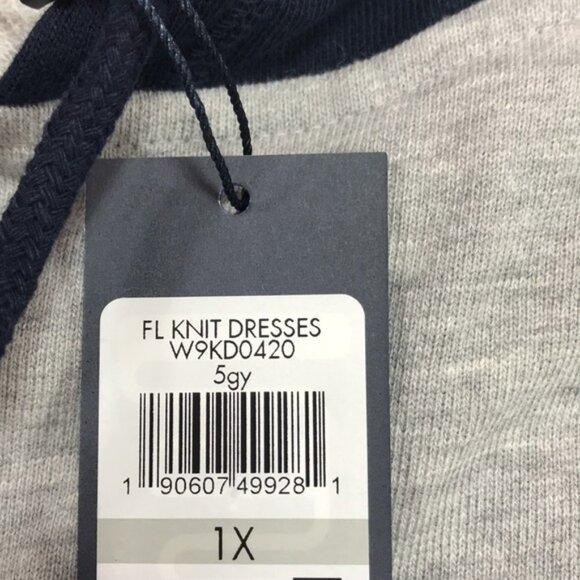 FL KNIT DRESSES
W9KD0420
5gy
1 90607 49928 1
1X